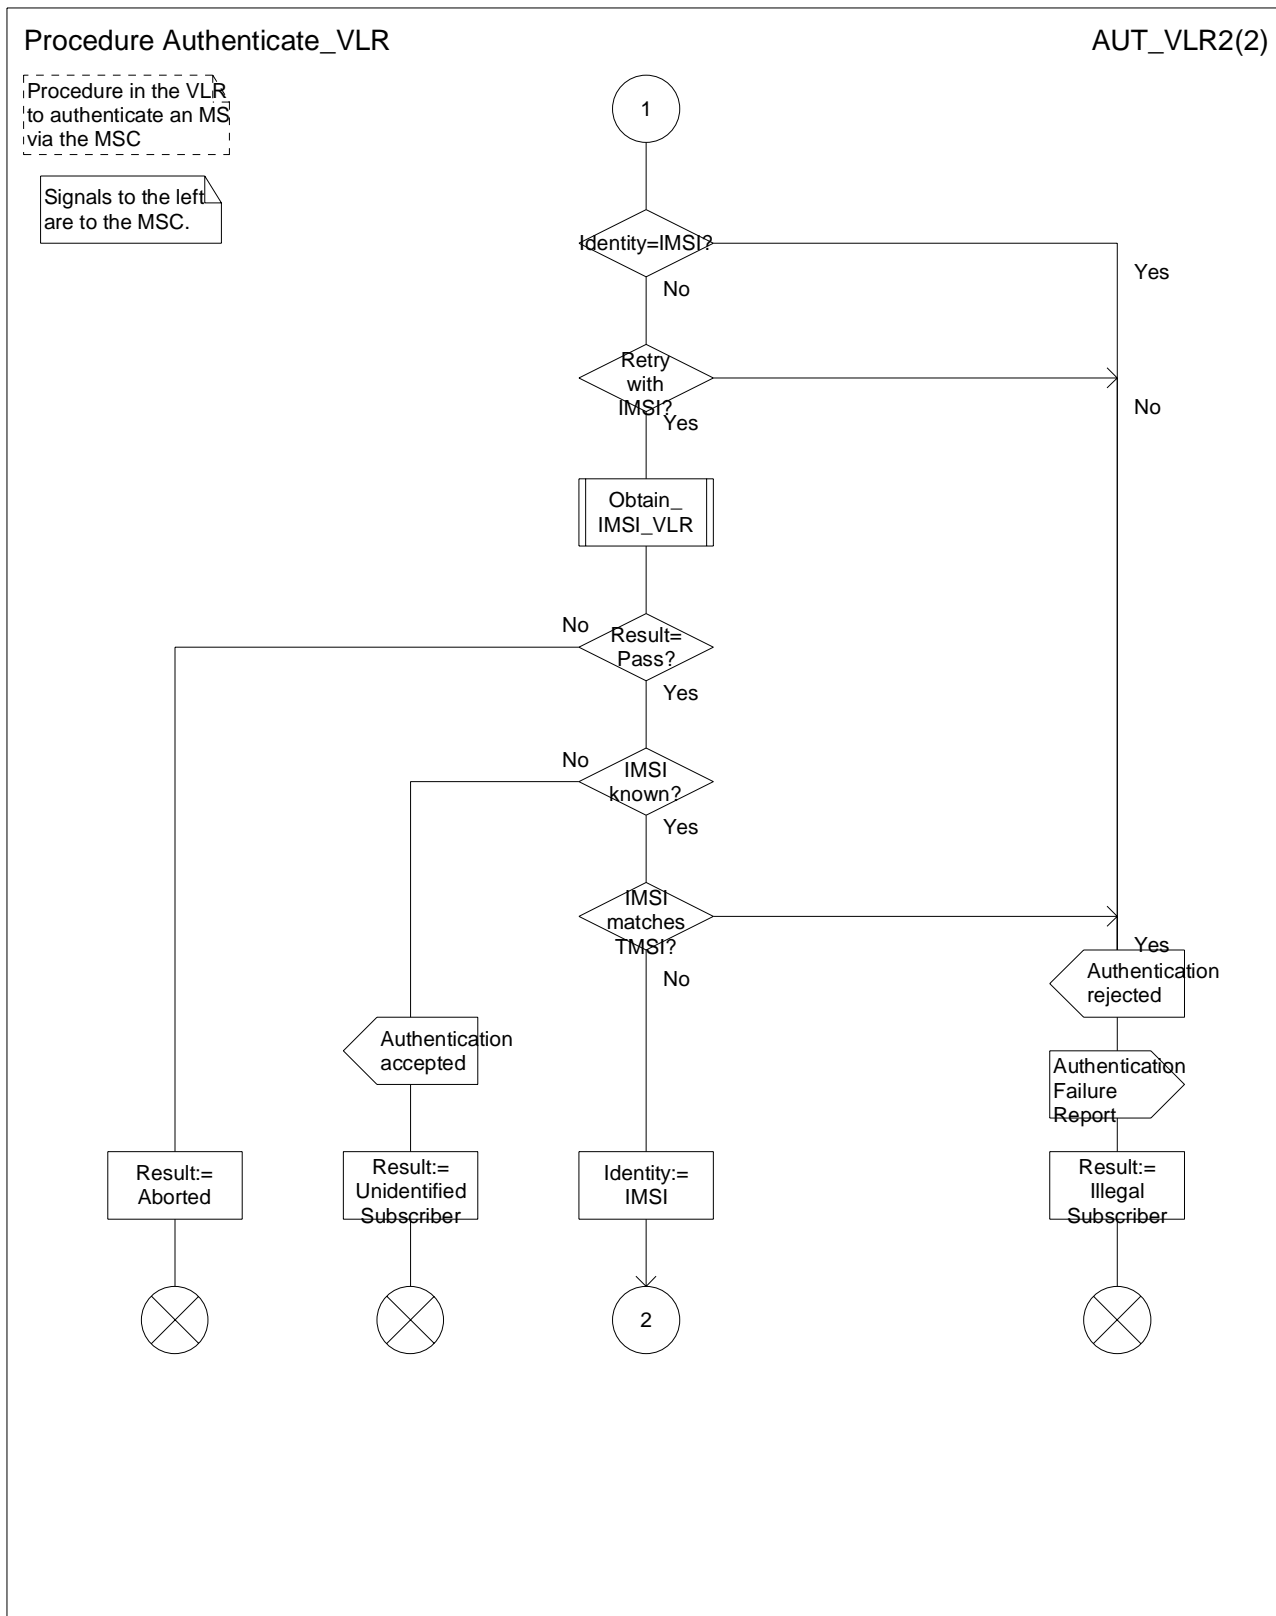 Procedure Authenticate_VLR
AUT_VLR2(2)
Procedure in the VLR
to authenticate an MS
via the MSC
Signals to the left
are to the MSC.
1
Identity=IMSI?
Yes
No
Retry
with
IMSI?
No
Yes
Obtain_
IMSI_VLR
No
Result=
Pass?
Yes
No
IMSI
known?
Yes
IMSI
matches
TMSI?
Yes
No
Authentication
rejected
Authentication
accepted
Authentication
Failure
Report
Result:=
Aborted
Result:=
Unidentified
Subscriber
Identity:=
IMSI
Result:=
Illegal
Subscriber
2